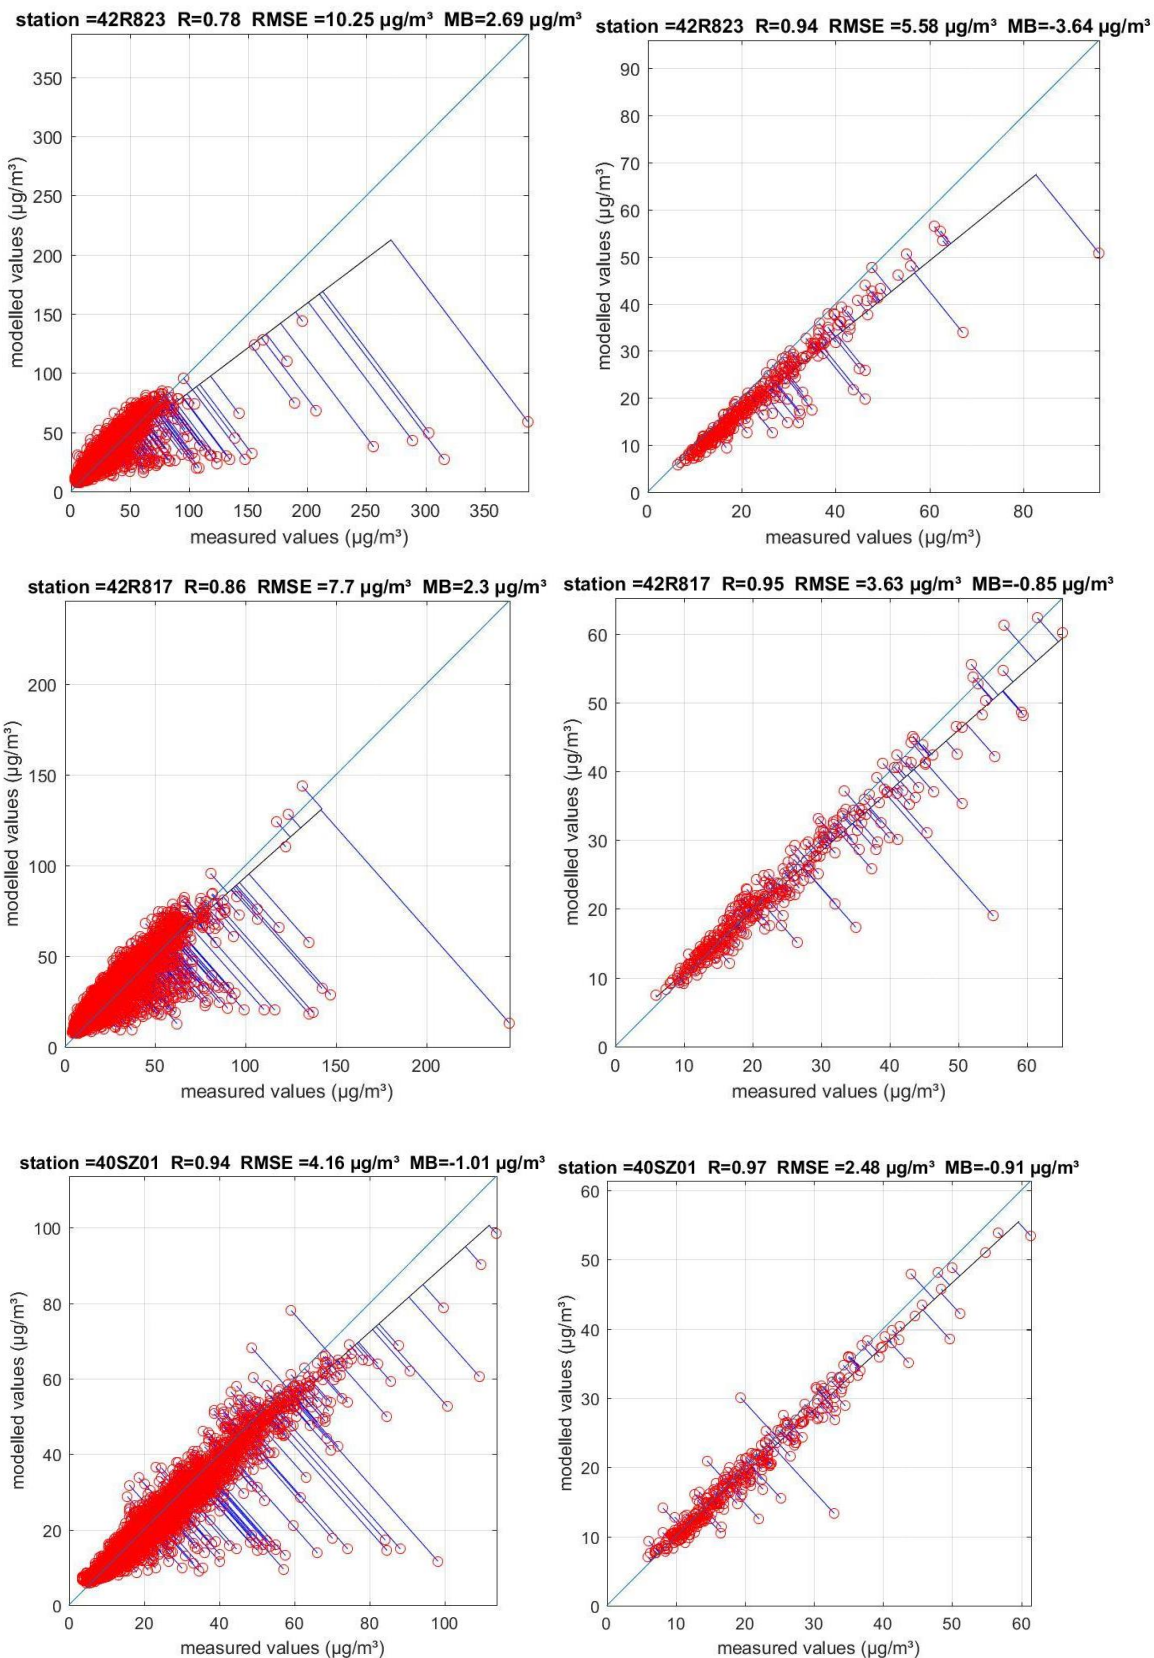 station =42R823 R=0.78 RMSE =10.25 µg/m³ MB=2.69 µg/m³
350
300
250
200
150
100
50
0
modelled values (µg/m³)
0 50 100 150 200 250 300 350
measured values (µg/m³)
station =42R823 R=0.94 RMSE =5.58 µg/m³ MB=-3.64 µg/m³
90
80
70
60
50
40
30
20
10
0
modelled values (µg/m³)
0 20 40 60 80
measured values (µg/m³)
station =42R817 R=0.86 RMSE =7.7 µg/m³ MB=2.3 µg/m³
200
150
100
50
0
modelled values (µg/m³)
0 50 100 150 200
measured values (µg/m³)
station =42R817 R=0.95 RMSE =3.63 µg/m³ MB=-0.85 µg/m³
60
50
40
30
20
10
0
modelled values (µg/m³)
0 10 20 30 40 50 60
measured values (µg/m³)
station =40SZ01 R=0.94 RMSE =4.16 µg/m³ MB=-1.01 µg/m³
100
80
60
40
20
0
modelled values (µg/m³)
0 20 40 60 80 100
measured values (µg/m³)
station =40SZ01 R=0.97 RMSE =2.48 µg/m³ MB=-0.91 µg/m³
60
50
40
30
20
10
0
modelled values (µg/m³)
0 10 20 30 40 50 60
measured values (µg/m³)